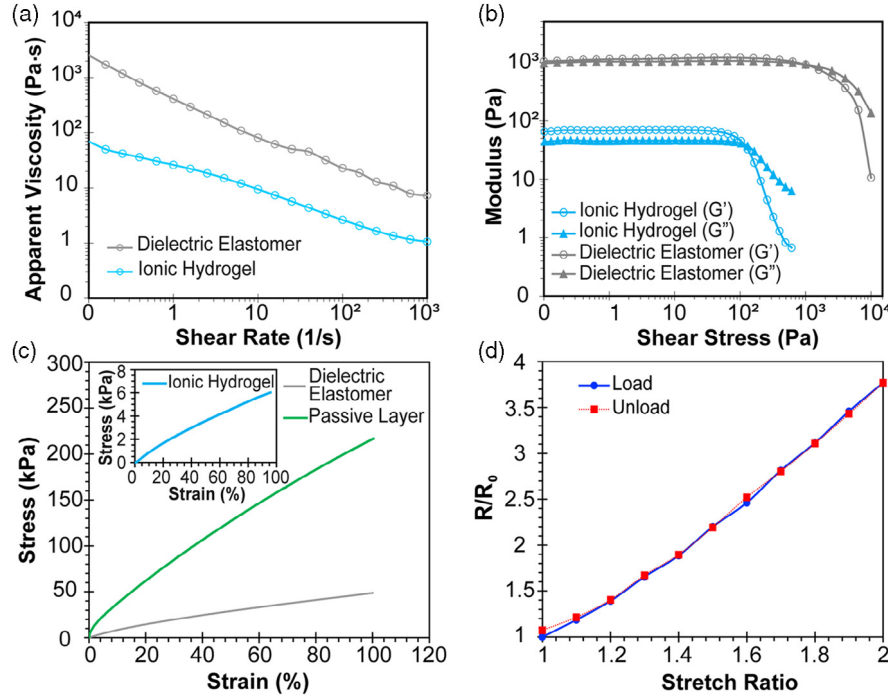 (a)
Apparent Viscosity (Pa·s)
10⁴
10³
10²
10
1
0
Dielectric Elastomer
Ionic Hydrogel
0 1 10 10² 10³
Shear Rate (1/s)
(b)
Modulus (Pa)
10⁴
10³
10²
10
1
0
Ionic Hydrogel (G')
Ionic Hydrogel (G")
Dielectric Elastomer (G')
Dielectric Elastomer (G")
0 1 10 10² 10³ 10⁴
Shear Stress (Pa)
(c)
Stress (kPa)
300
250
200
150
100
50
0
Stress (kPa)
8
6
4
2
0
Ionic Hydrogel
0 20 40 60 80 100
Strain (%)
Dielectric
Elastomer
Passive Layer
0 20 40 60 80 100 120
Strain (%)
(d)
R/R₀
4
3.5
3
2.5
2
1.5
1
Load
Unload
1 1.2 1.4 1.6 1.8 2
Stretch Ratio